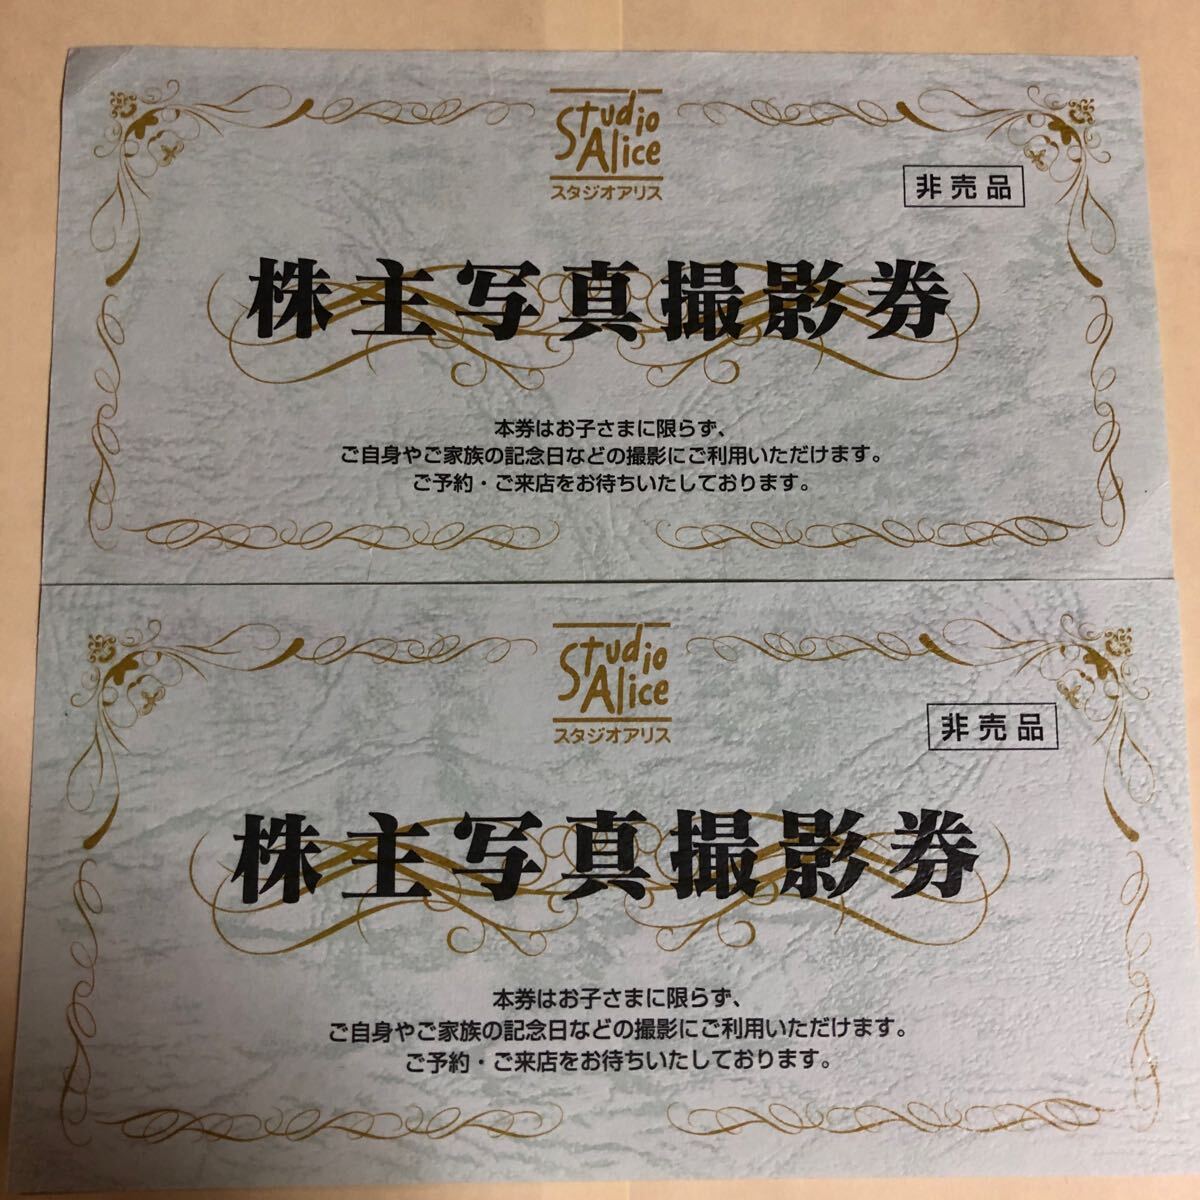 Studio
Alice
スタジオアリス
非売品
株主写真撮影券
本券はお子さまに限らず、
ご自身やご家族の記念日などの撮影にご利用いただけます。
ご予約・ご来店をお待ちいたしております。
Studio
Alice
スタジオアリス
非売品
株主写真撮影券
本券はお子さまに限らず、
ご自身やご家族の記念日などの撮影にご利用いただけます。
ご予約・ご来店をお待ちいたしております。